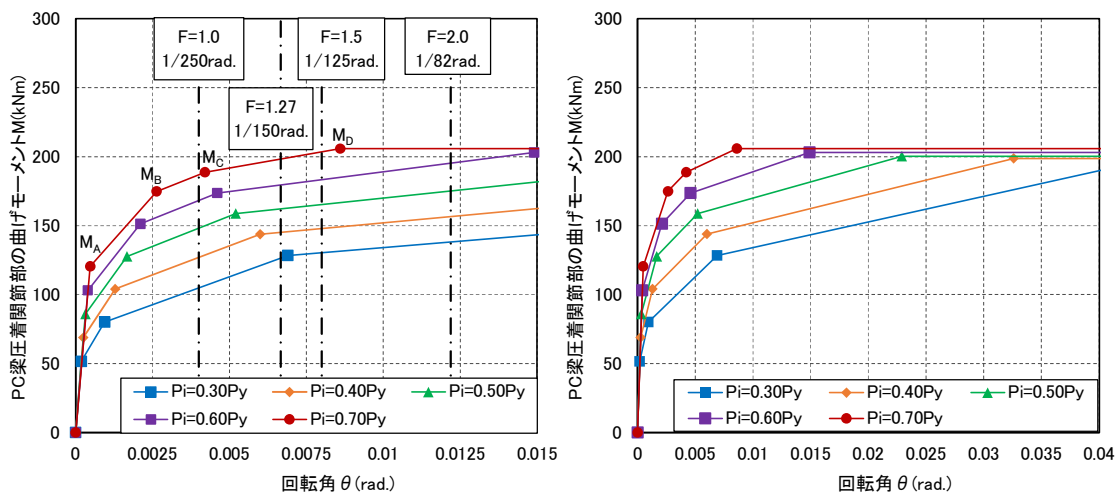 300
250
200
150
100
50
0
PC梁圧着関節部の曲げモーメントM(kNm)
F=1.0
1/250rad.
F=1.5
1/125rad.
F=2.0
1/82rad.
F=1.27
1/150rad.
M_A
M_B
M_C
M_D
Pi=0.30Py
Pi=0.40Py
Pi=0.50Py
Pi=0.60Py
Pi=0.70Py
0
0.0025
0.005
0.0075
0.01
0.0125
0.015
回転角θ(rad.)
300
250
200
150
100
50
0
PC梁圧着関節部の曲げモーメントM(kNm)
Pi=0.30Py
Pi=0.40Py
Pi=0.50Py
Pi=0.60Py
Pi=0.70Py
0
0.005
0.01
0.015
0.02
0.025
0.03
0.035
0.04
回転角θ(rad.)